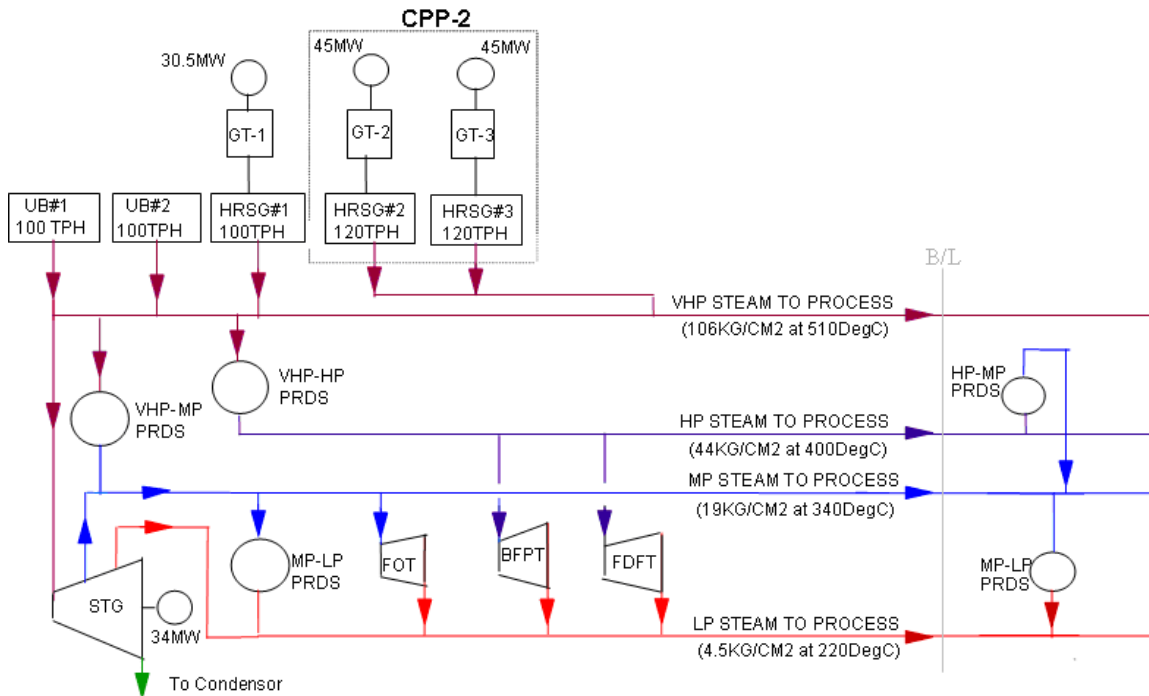 CPP-2
45MW
45MW
30.5MW
GT-1
GT-2
GT-3
UB#1
100 TPH
UB#2
100TPH
HRSG#1
100TPH
HRSG#2
120TPH
HRSG#3
120TPH
B/L
VHP STEAM TO PROCESS
(106KG/CM2 at 510DegC)
VHP-HP
PRDS
HP-MP
PRDS
VHP-MP
PRDS
HP STEAM TO PROCESS
(44KG/CM2 at 400DegC)
MP STEAM TO PROCESS
(19KG/CM2 at 340DegC)
MP-LP
PRDS
FOT
BFPT
FDFT
MP-LP
PRDS
STG
34MW
LP STEAM TO PROCESS
(4.5KG/CM2 at 220DegC)
To Condensor